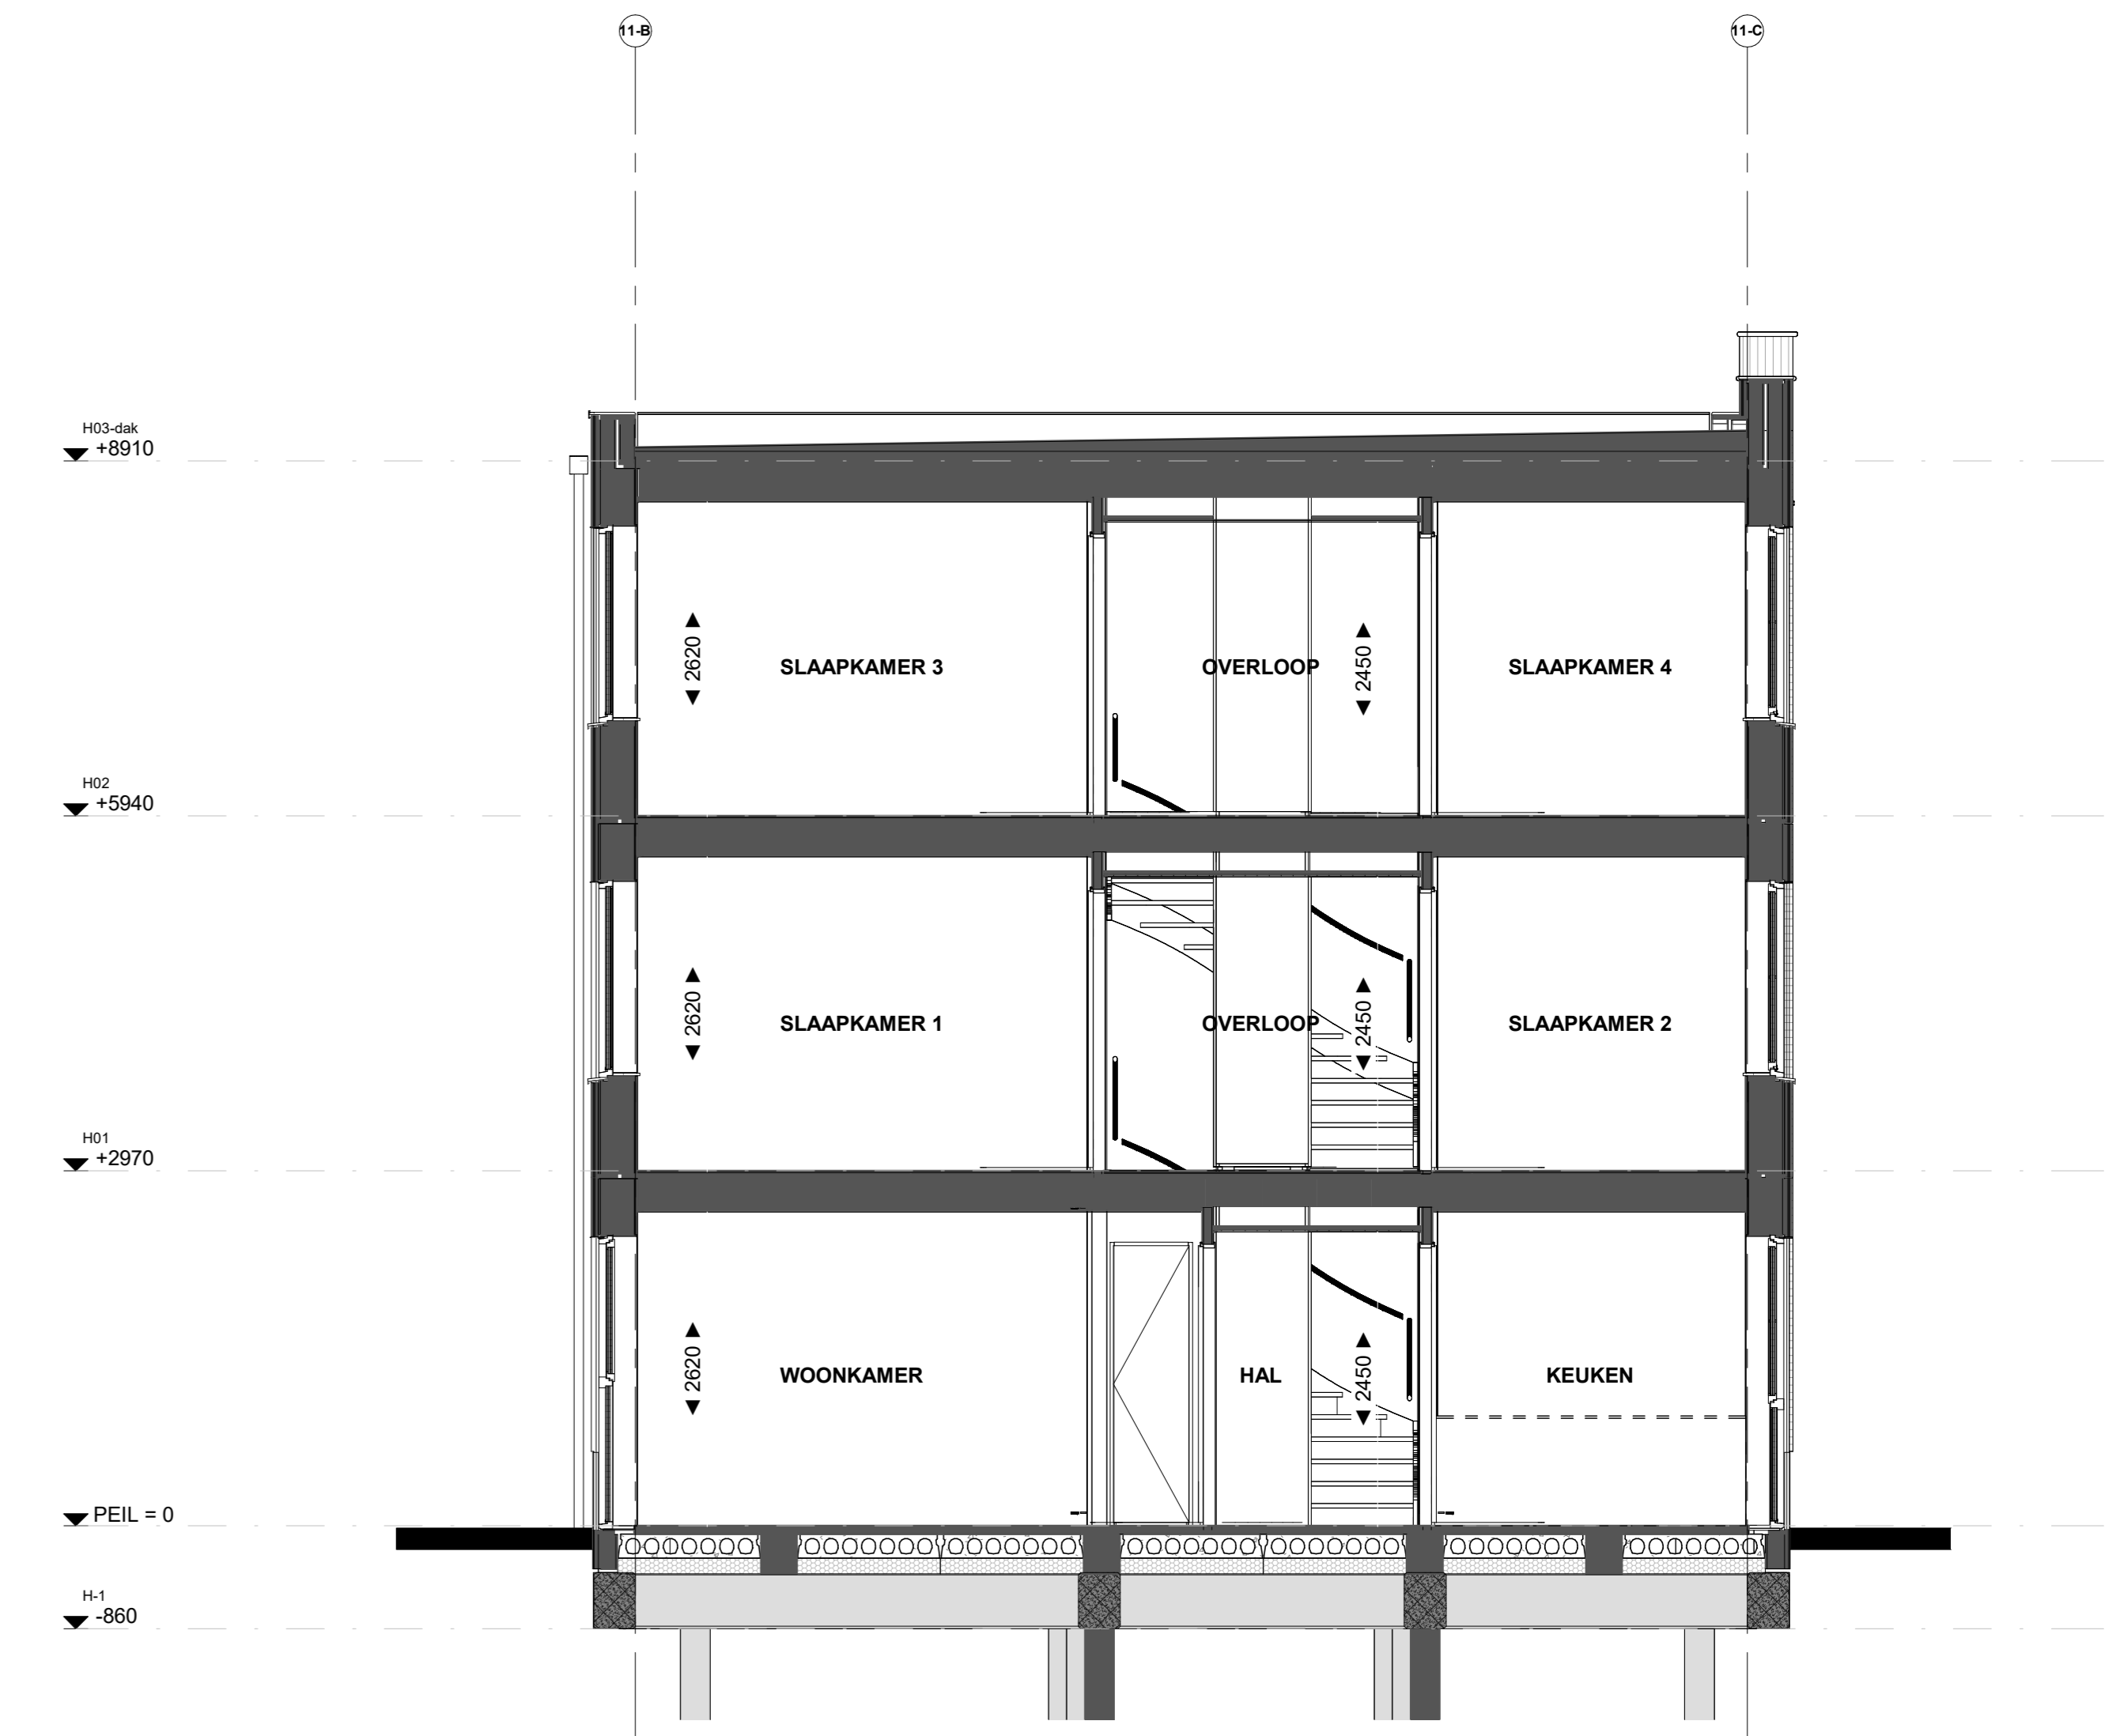 11-B
11-C
H03-dak
+8910
2620
SLAAPKAMER 3
OVERLOOP
2450
SLAAPKAMER 4
H02
+5940
2620
SLAAPKAMER 1
OVERLOOP
2450
SLAAPKAMER 2
H01
+2970
2620
WOONKAMER
HAL
2450
KEUKEN
PEIL = 0
H-1
-860